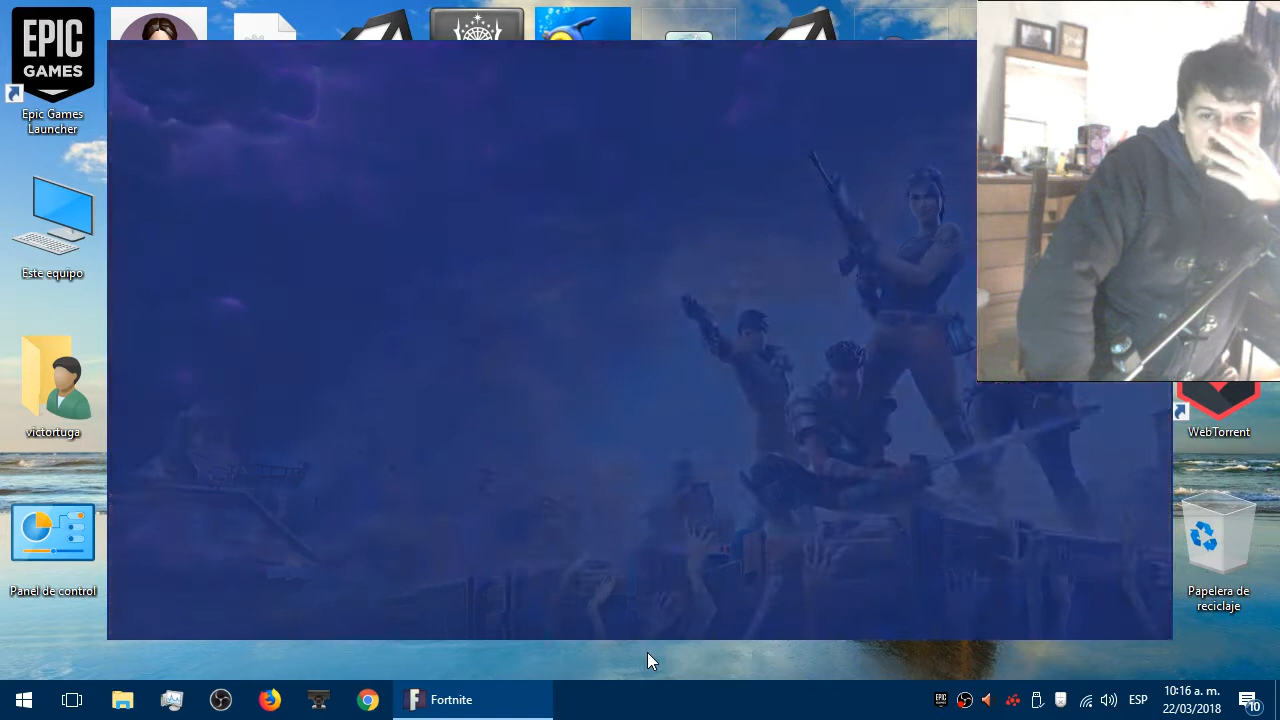 EPIC
GAMES
Epic Games
Launcher
Este equipo
victortuga
Panel de control
WebTorrent
Papelera de
reciclaje
Fortnite
ESP
10:16 a. m.
22/03/2018
10